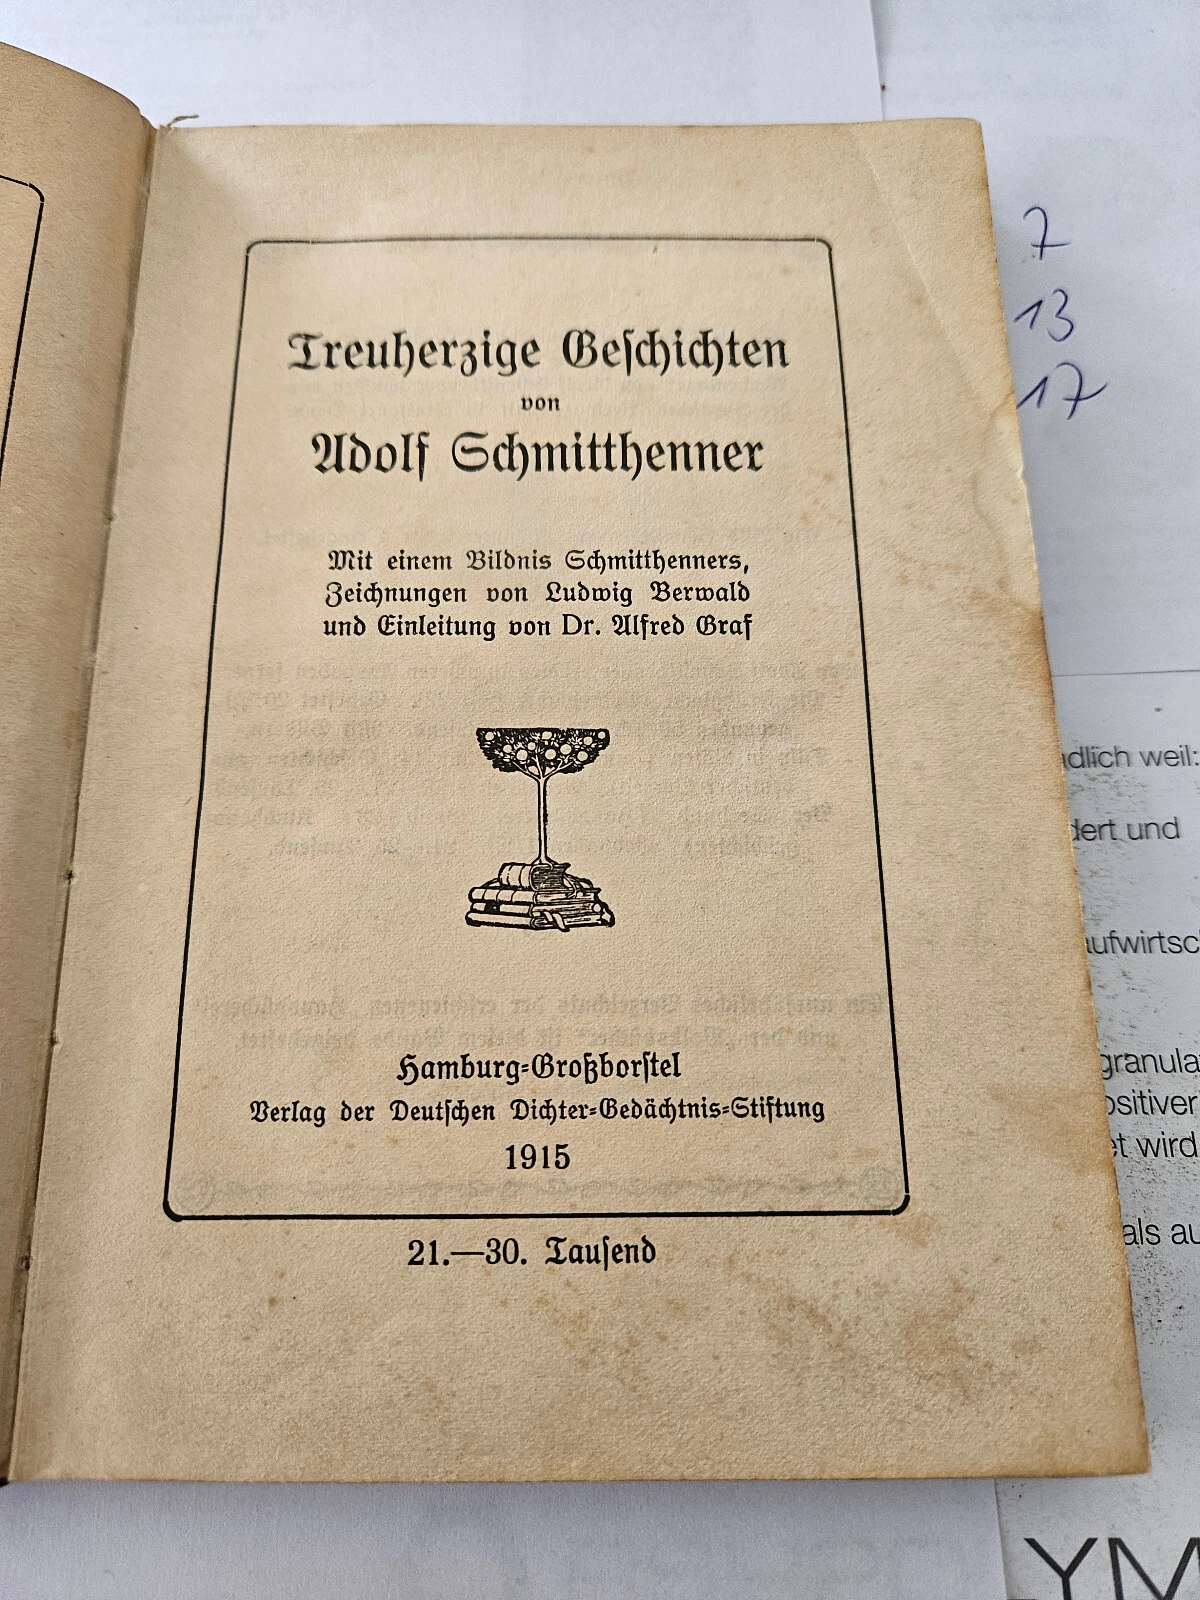 Treuherzige Geschichten
von
Adolf Schmitthenner
Mit einem Bildnis Schmitthenners,
Zeichnungen von Ludwig Berwald
und Einleitung von Dr. Alfred Graf
Hamburg-Großborstel
Verlag der Deutschen Dichter-Gedächtnis-Stiftung
1915
21.—30. Tausend
7
13
17
dlich weil:
dert und
aufwirtsc
granula
ositiver
et wird
als au
YM